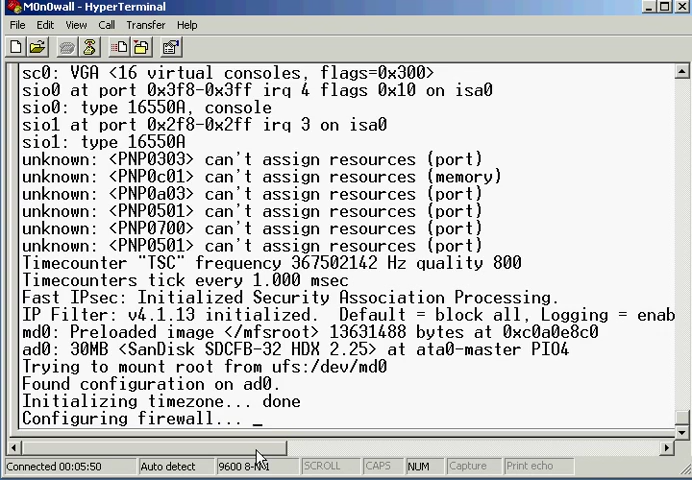 M0n0wall - HyperTerminal
File Edit View Call Transfer Help
sc0: VGA <16 virtual consoles, flags=0x300>
sio0 at port 0x3f8-0x3ff irq 4 flags 0x10 on isa0
sio0: type 16550A, console
sio1 at port 0x2f8-0x2ff irq 3 on isa0
sio1: type 16550A
unknown: <PNP0303> can't assign resources (port)
unknown: <PNP0c01> can't assign resources (memory)
unknown: <PNP0a03> can't assign resources (port)
unknown: <PNP0501> can't assign resources (port)
unknown: <PNP0700> can't assign resources (port)
unknown: <PNP0501> can't assign resources (port)
Timecounter "TSC" frequency 367502142 Hz quality 800
Timecounters tick every 1.000 msec
Fast IPsec: Initialized Security Association Processing.
IP Filter: v4.1.13 initialized.  Default = block all, Logging = enab
md0: Preloaded image </mfsroot> 13631488 bytes at 0xc0a0e8c0
ad0: 30MB <SanDisk SDCFB-32 HDX 2.25> at ata0-master PIO4
Trying to mount root from ufs:/dev/md0
Found configuration on ad0.
Initializing timezone... done
Configuring firewall... _
Connected 00:05:50 Auto detect 9600 8-N-1 SCROLL CAPS NUM Capture Print echo